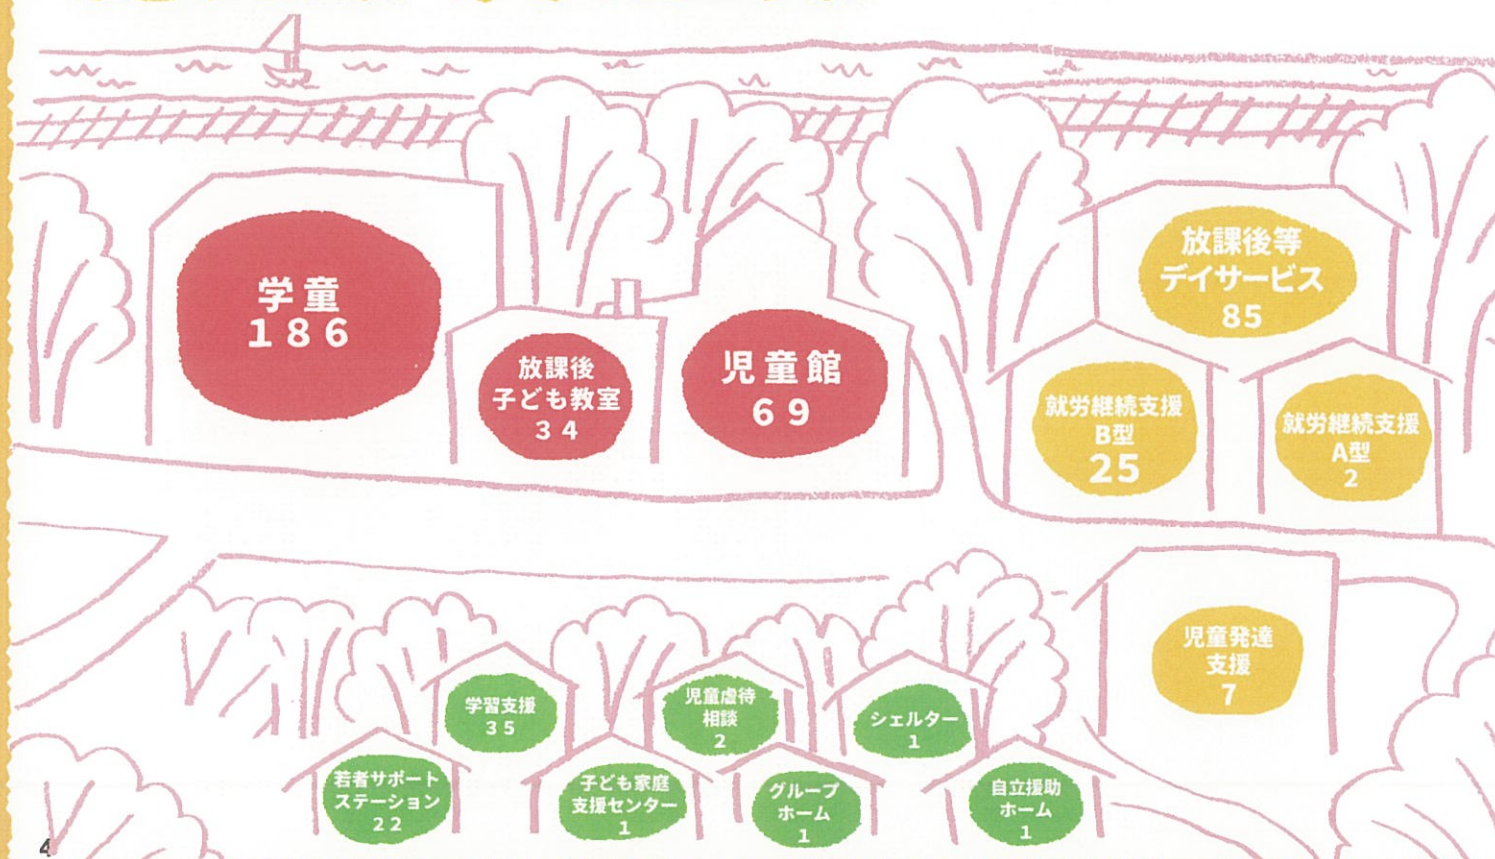 学童
186
放課後
子ども教室
34
児童館
69
放課後等
デイサービス
85
就労継続支援
B型
25
就労継続支援
A型
2
児童発達
支援
7
学習支援
35
児童虐待
相談
2
シェルター
1
若者サポート
ステーション
22
子ども家庭
支援センター
1
グループ
ホーム
1
自立援助
ホーム
1
4